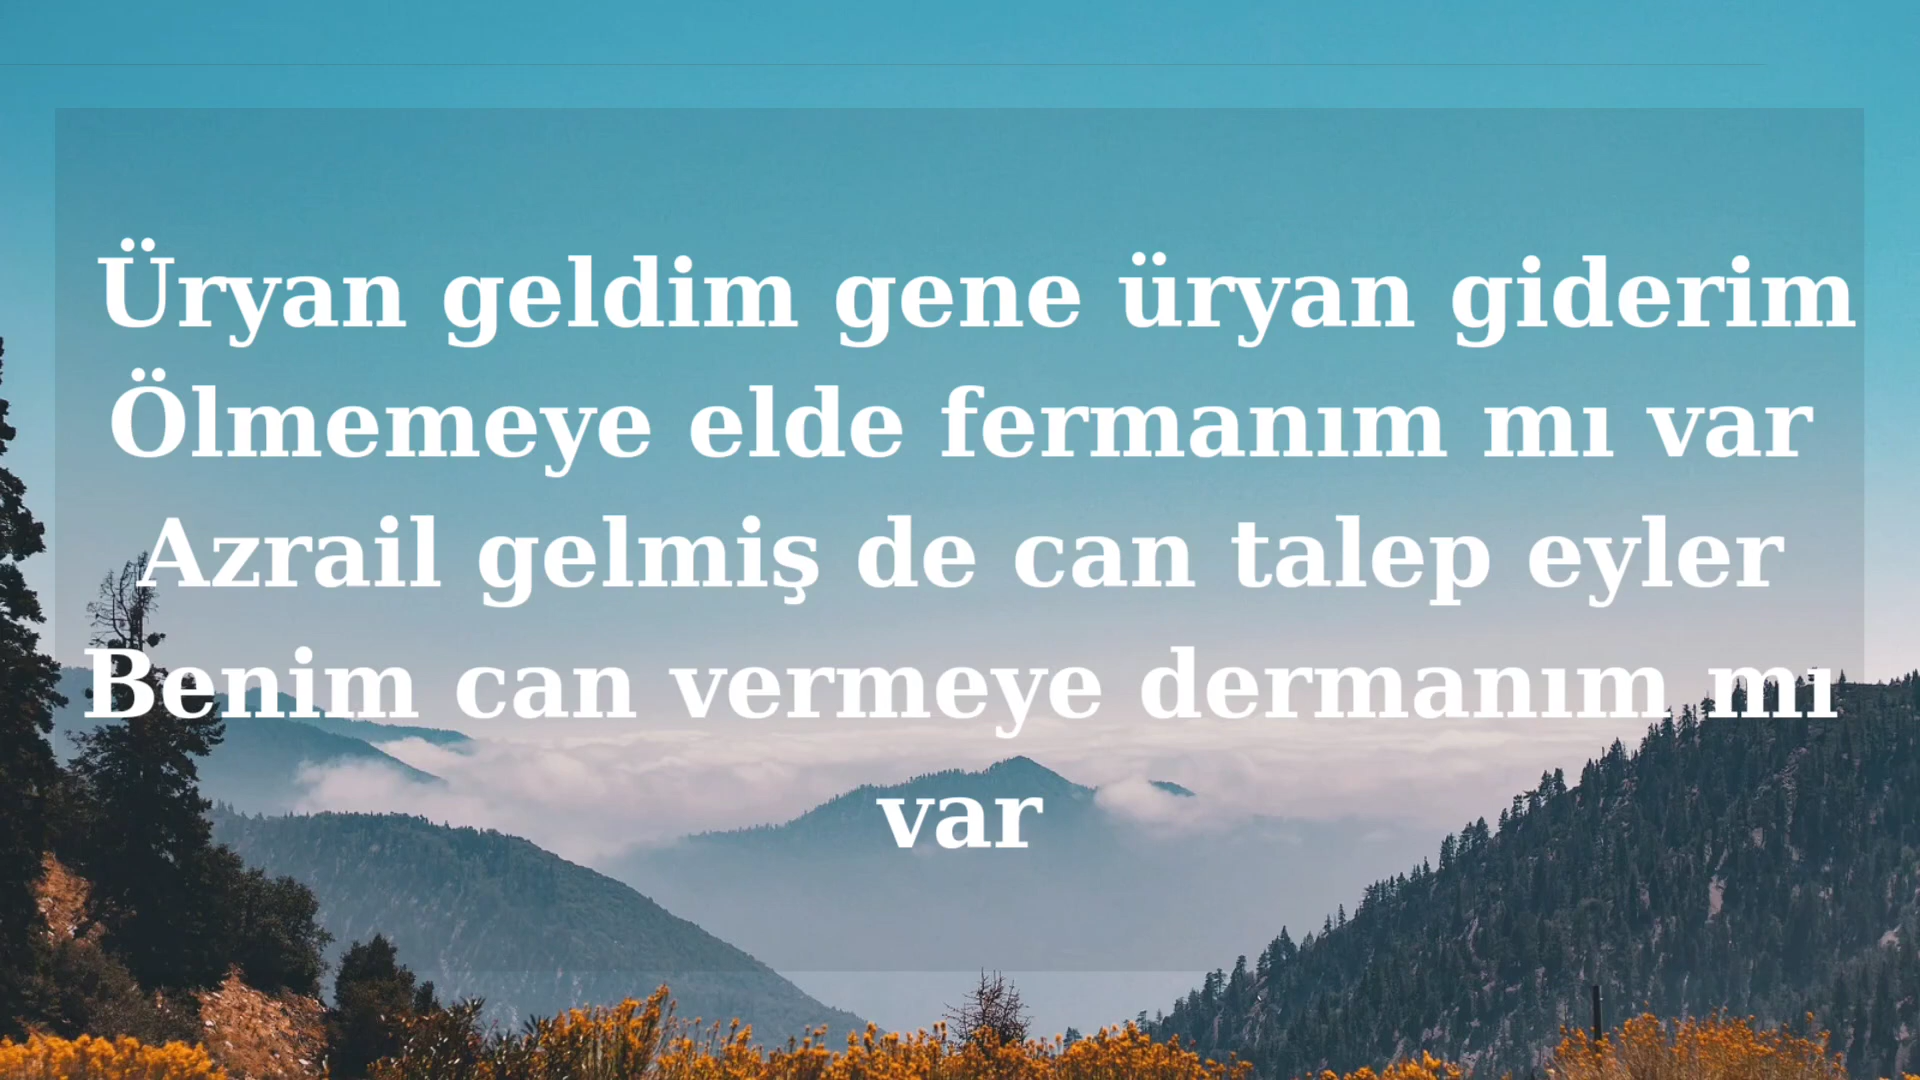 Üryan geldim gene üryan giderim
Ölmemeye elde fermanım mı var
Azrail gelmiş de can talep eyler
Benim can vermeye dermanım mı
var